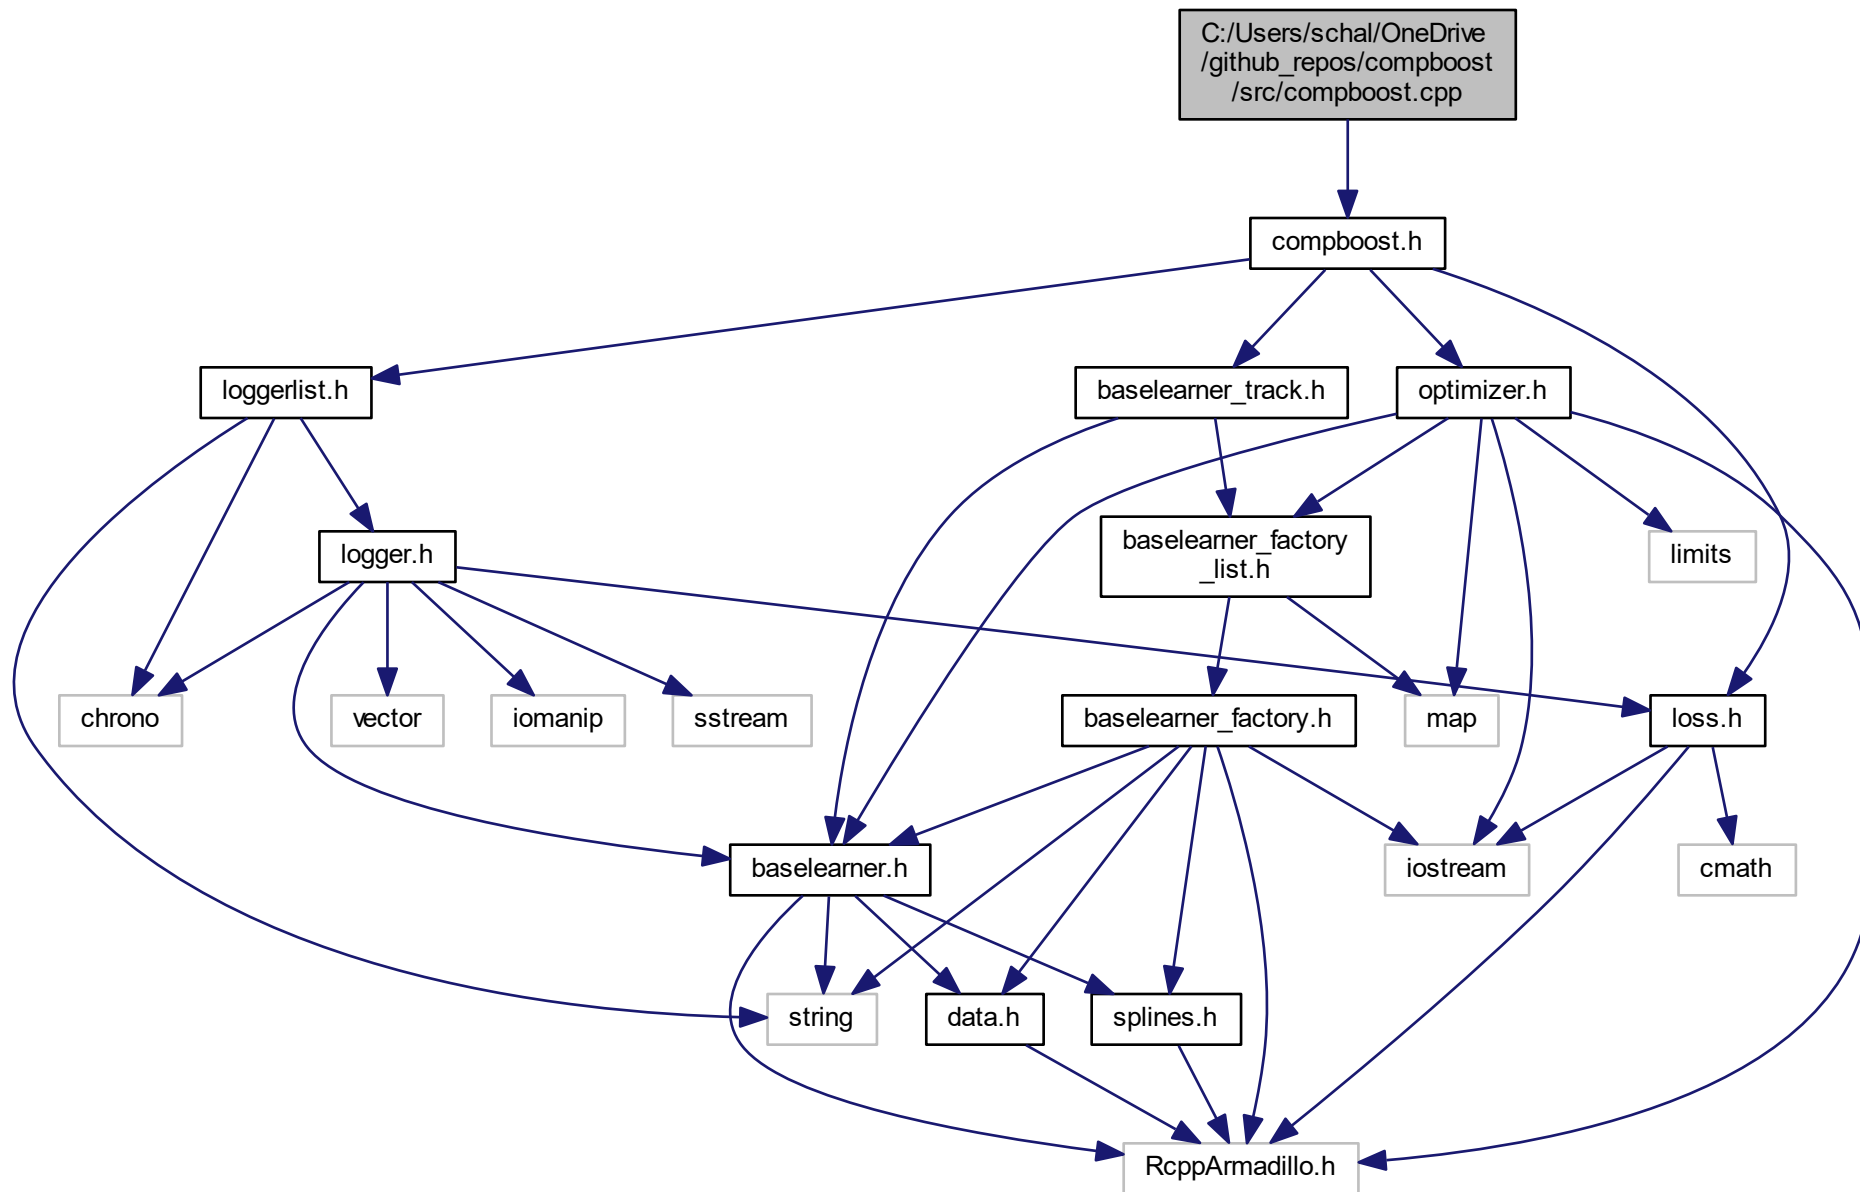 C:/Users/schal/OneDrive
/github_repos/compboost
/src/compboost.cpp
compboost.h
loggerlist.h
baselearner_track.h
optimizer.h
logger.h
baselearner_factory
_list.h
limits
chrono
vector
iomanip
sstream
baselearner_factory.h
map
loss.h
baselearner.h
iostream
cmath
string
data.h
splines.h
RcppArmadillo.h